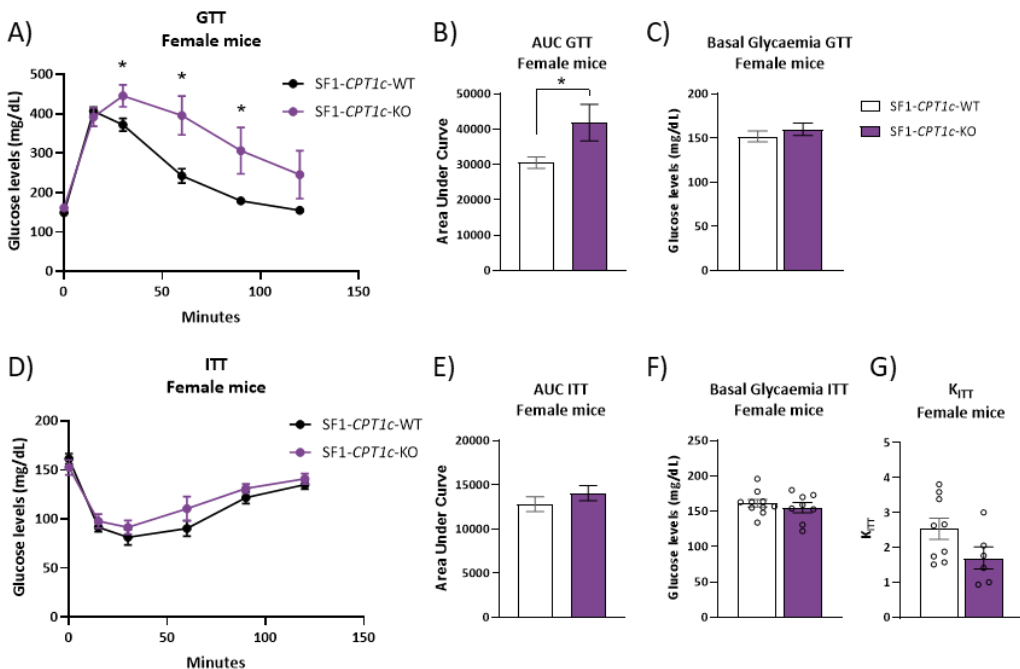 A)
GTT
Female mice
Glucose levels (mg/dL)
500
400
300
200
100
0
* * *
SF1-CPT1c-WT
SF1-CPT1c-KO
0 50 100 150
Minutes
B)
AUC GTT
Female mice
Area Under Curve
50000
40000
30000
20000
10000
0
*
C)
Basal Glycaemia GTT
Female mice
Glucose levels (mg/dL)
200
150
100
50
0
SF1-CPT1c-WT
SF1-CPT1c-KO
D)
ITT
Female mice
Glucose levels (mg/dL)
200
150
100
50
0
SF1-CPT1c-WT
SF1-CPT1c-KO
0 50 100 150
Minutes
E)
AUC ITT
Female mice
Area Under Curve
20000
15000
10000
5000
0
F)
Basal Glycaemia ITT
Female mice
Glucose levels (mg/dL)
250
200
150
100
50
0
G)
KITT
Female mice
KITT
5
4
3
2
1
0